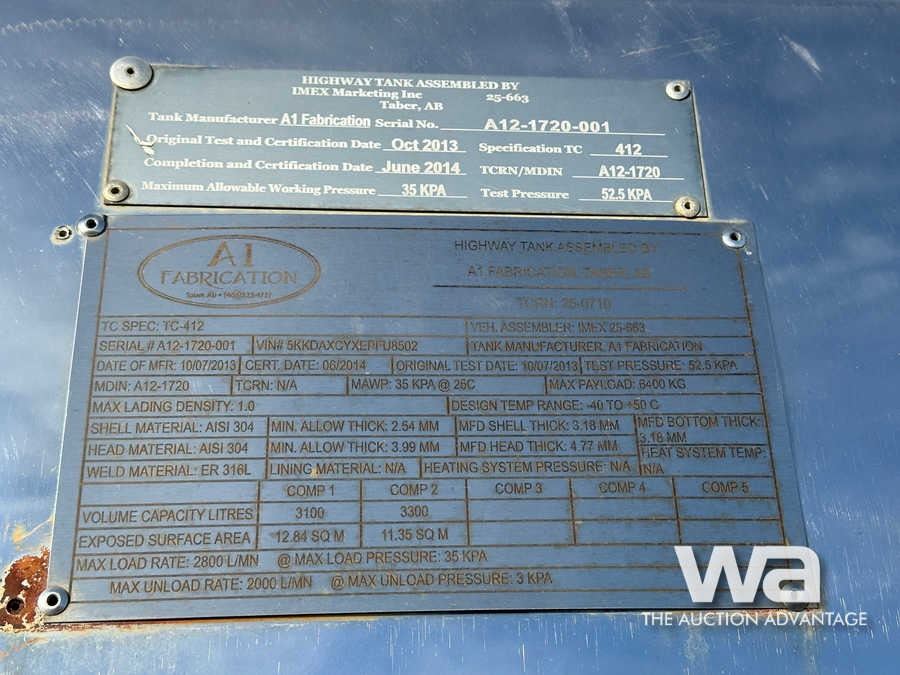 HIGHWAY TANK ASSEMBLED BY
IMEX Marketing Inc 25-663
Taber, AB
Tank Manufacturer A1 Fabrication Serial No. A12-1720-001
Original Test and Certification Date Oct 2013 Specification TC 412
Completion and Certification Date June 2014 TCRN/MDIN A12-1720
Maximum Allowable Working Pressure 35 KPA Test Pressure 52.5 KPA
A1
FABRICATION
HIGHWAY TANK ASSEMBLED BY
A1 FABRICATION,
TCRN: 25-0710
TC SPEC: TC-412 VEH. ASSEMBLER: IMEX 25-663
SERIAL # A12-1720-001 VIN# 5KKDAXCYXEPFU8502 TANK MANUFACTURER, A1 FABRICATION
DATE OF MFR: 10/07/2013 CERT. DATE: 06/2014 ORIGINAL TEST DATE: 10/07/2013 TEST PRESSURE: 52.5 KPA
MDIN: A12-1720 TCRN: N/A MAWP: 35 KPA @ 25C MAX PAYLOAD: 6400 KG
MAX LADING DENSITY: 1.0 DESIGN TEMP RANGE: -40 TO +50 C
SHELL MATERIAL: AISI 304 MIN. ALLOW THICK: 2.54 MM MFD SHELL THICK: 3.18 MM MFD BOTTOM THICK: 3.18 MM
HEAD MATERIAL: AISI 304 MIN. ALLOW THICK: 3.99 MM MFD HEAD THICK: 4.77 MM HEAT SYSTEM TEMP: N/A
WELD MATERIAL: ER 316L LINING MATERIAL: N/A HEATING SYSTEM PRESSURE: N/A
COMP 1 COMP 2 COMP 3 COMP 4 COMP 5
VOLUME CAPACITY LITRES 3100 3300
EXPOSED SURFACE AREA 12.84 SQ M 11.35 SQ M
MAX LOAD RATE: 2800 L/MN @ MAX LOAD PRESSURE: 35 KPA
MAX UNLOAD RATE: 2000 L/MN @ MAX UNLOAD PRESSURE: 3 KPA
wa
THE AUCTION ADVANTAGE